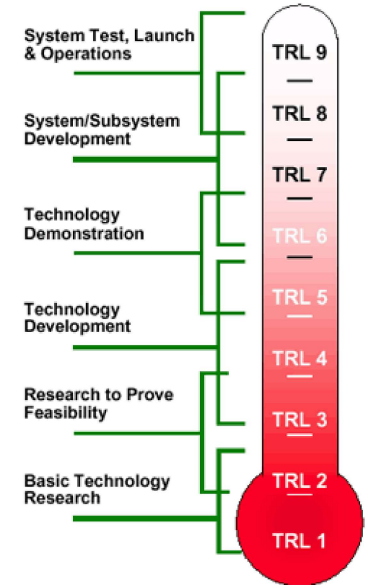 System Test, Launch
& Operations
System/Subsystem
Development
Technology
Demonstration
Technology
Development
Research to Prove
Feasibility
Basic Technology
Research
TRL 9
TRL 8
TRL 7
TRL 6
TRL 5
TRL 4
TRL 3
TRL 2
TRL 1